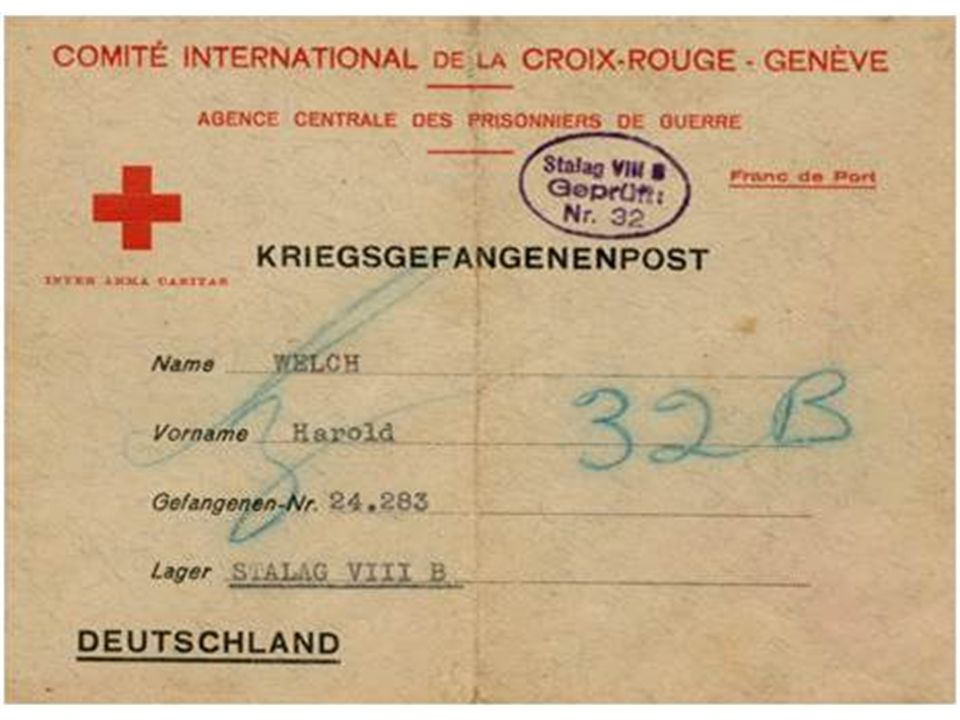 COMITÉ INTERNATIONAL DE LA CROIX-ROUGE - GENÈVE
AGENCE CENTRALE DES PRISONNIERS DE GUERRE
Stalag VIII B
Geprüft:
Nr. 32
Franc de Port
KRIEGSGEFANGENENPOST
INTER ARMA CARITAS
Name WELCH
Vorname Harold
32 B
Gefangenen-Nr. 24.283
Lager STALAG VIII B
DEUTSCHLAND